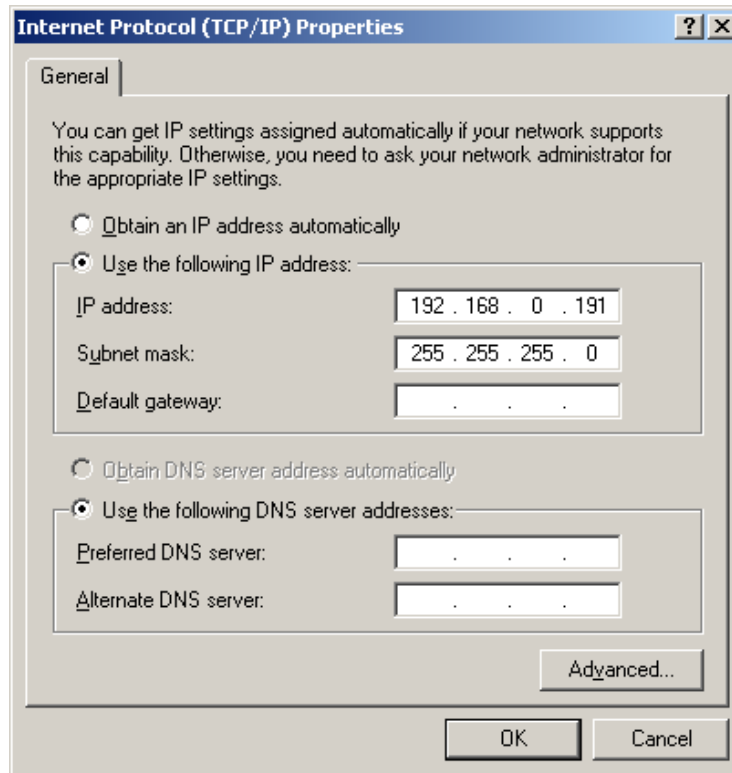 Internet Protocol (TCP/IP) Properties
General
You can get IP settings assigned automatically if your network supports
this capability. Otherwise, you need to ask your network administrator for
the appropriate IP settings.
Obtain an IP address automatically
Use the following IP address:
IP address: 192 . 168 . 0 . 191
Subnet mask: 255 . 255 . 255 . 0
Default gateway: . . .
Obtain DNS server address automatically
Use the following DNS server addresses:
Preferred DNS server: . . .
Alternate DNS server: . . .
Advanced...
OK Cancel